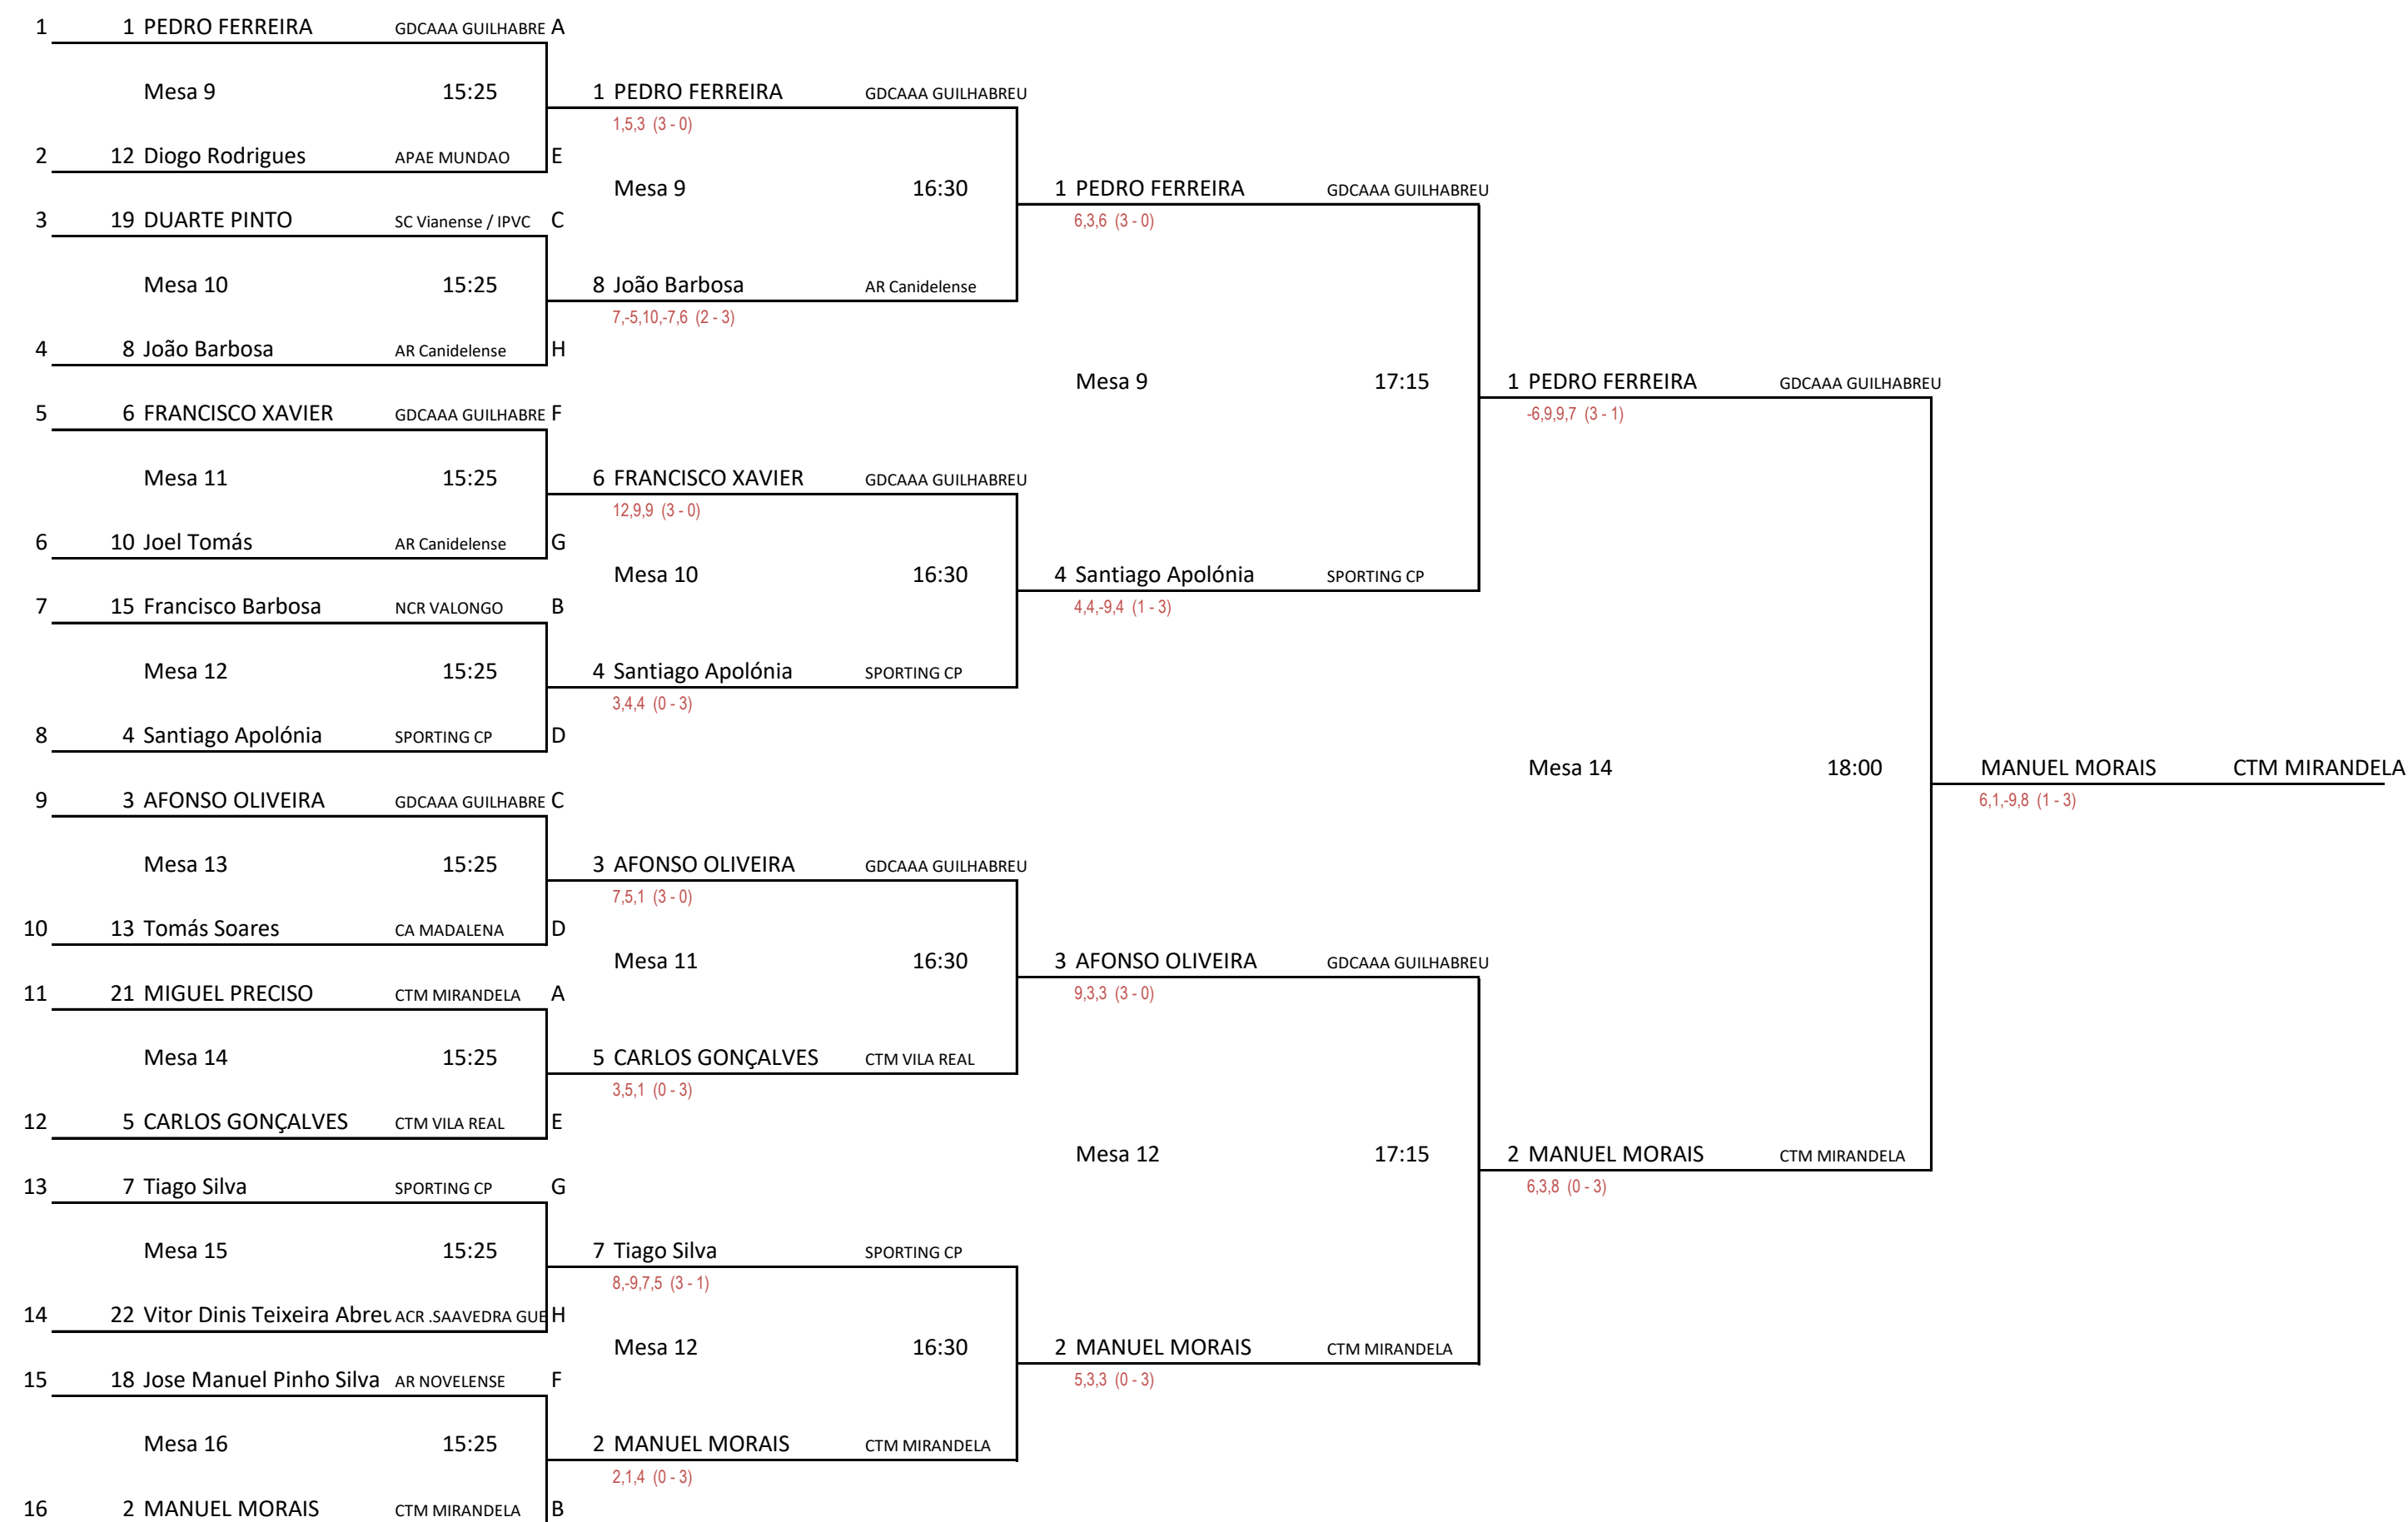 1 1 PEDRO FERREIRA GDCAAA GUILHABRE A
Mesa 9 15:25 1 PEDRO FERREIRA GDCAAA GUILHABREU
1,5,3 (3 - 0)
2 12 Diogo Rodrigues APAE MUNDAO E
Mesa 9 16:30 1 PEDRO FERREIRA GDCAAA GUILHABREU
3 19 DUARTE PINTO SC Vianense / IPVC C 6,3,6 (3 - 0)
Mesa 10 15:25 8 João Barbosa AR Canidelense
7,-5,10,-7,6 (2 - 3)
4 8 João Barbosa AR Canidelense H
Mesa 9 17:15 1 PEDRO FERREIRA GDCAAA GUILHABREU
5 6 FRANCISCO XAVIER GDCAAA GUILHABRE F -6,9,9,7 (3 - 1)
Mesa 11 15:25 6 FRANCISCO XAVIER GDCAAA GUILHABREU
12,9,9 (3 - 0)
6 10 Joel Tomás AR Canidelense G
Mesa 10 16:30 4 Santiago Apolónia SPORTING CP
7 15 Francisco Barbosa NCR VALONGO B 4,4,-9,4 (1 - 3)
Mesa 12 15:25 4 Santiago Apolónia SPORTING CP
3,4,4 (0 - 3)
8 4 Santiago Apolónia SPORTING CP D
Mesa 14 18:00 MANUEL MORAIS CTM MIRANDELA
9 3 AFONSO OLIVEIRA GDCAAA GUILHABRE C 6,1,-9,8 (1 - 3)
Mesa 13 15:25 3 AFONSO OLIVEIRA GDCAAA GUILHABREU
7,5,1 (3 - 0)
10 13 Tomás Soares CA MADALENA D
Mesa 11 16:30 3 AFONSO OLIVEIRA GDCAAA GUILHABREU
11 21 MIGUEL PRECISO CTM MIRANDELA A 9,3,3 (3 - 0)
Mesa 14 15:25 5 CARLOS GONÇALVES CTM VILA REAL
3,5,1 (0 - 3)
12 5 CARLOS GONÇALVES CTM VILA REAL E
Mesa 12 17:15 2 MANUEL MORAIS CTM MIRANDELA
13 7 Tiago Silva SPORTING CP G 6,3,8 (0 - 3)
Mesa 15 15:25 7 Tiago Silva SPORTING CP
8,-9,7,5 (3 - 1)
14 22 Vitor Dinis Teixeira Abreu ACR .SAAVEDRA GUE H
Mesa 12 16:30 2 MANUEL MORAIS CTM MIRANDELA
15 18 Jose Manuel Pinho Silva AR NOVELENSE F 5,3,3 (0 - 3)
Mesa 16 15:25 2 MANUEL MORAIS CTM MIRANDELA
2,1,4 (0 - 3)
16 2 MANUEL MORAIS CTM MIRANDELA B